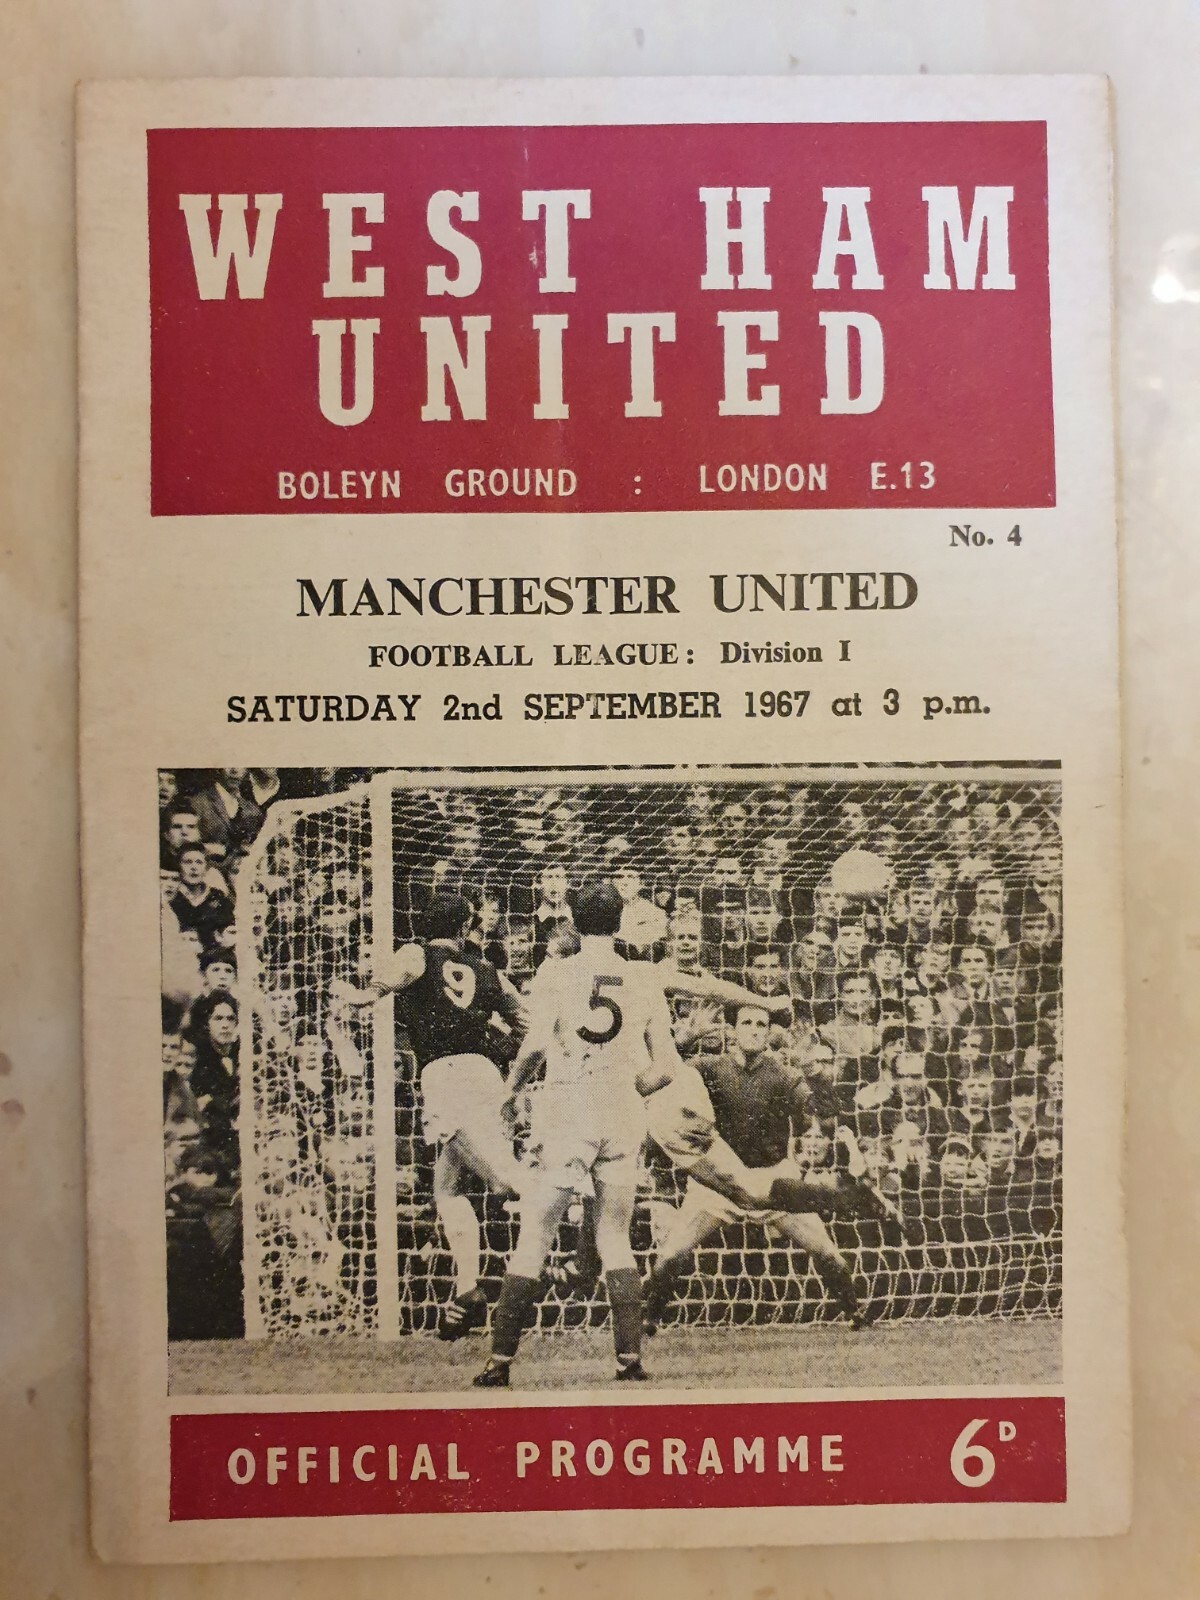 WEST HAM
UNITED
BOLEYN GROUND : LONDON E.13
No. 4
MANCHESTER UNITED
FOOTBALL LEAGUE: Division I
SATURDAY 2nd SEPTEMBER 1967 at 3 p.m.
9
5
OFFICIAL PROGRAMME 6D